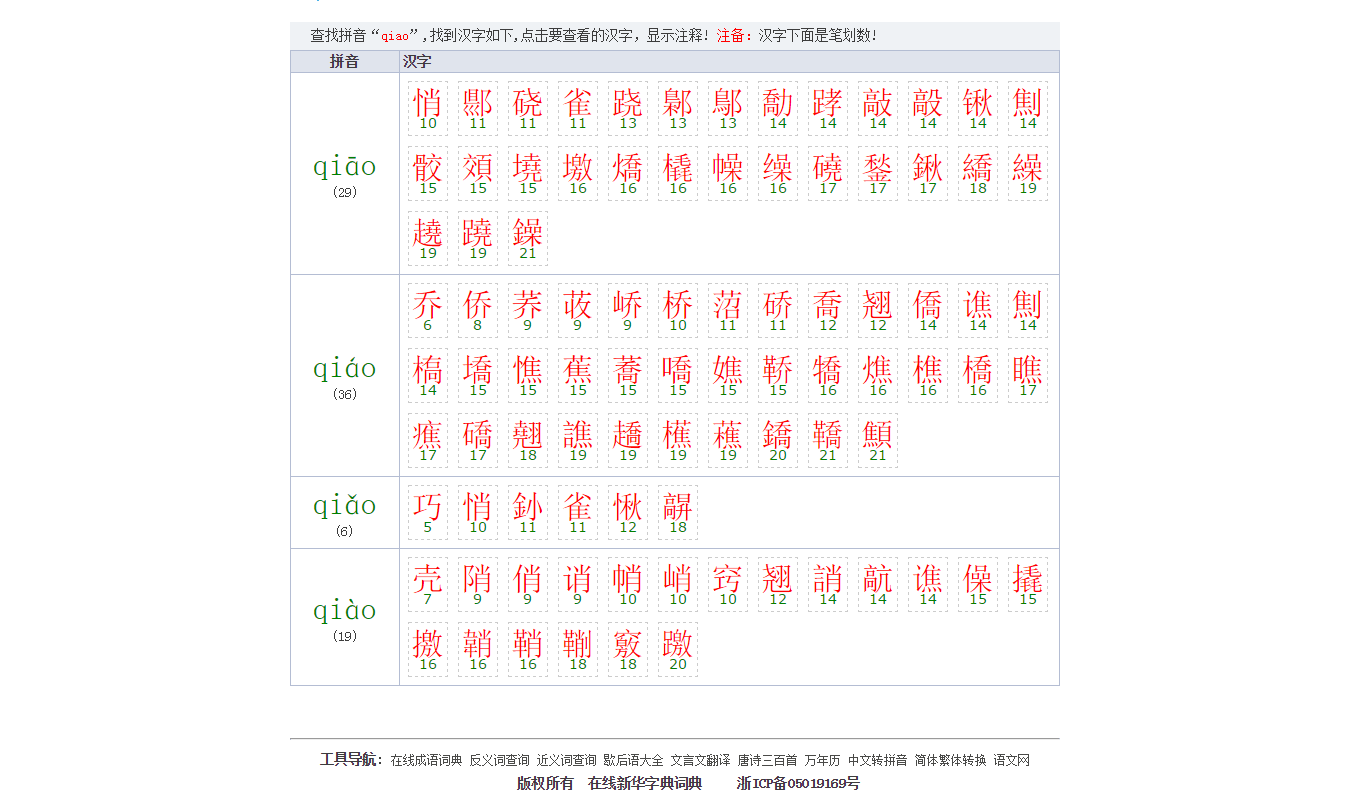 查找拼音“qiao”,找到汉字如下,点击要查看的汉字，显示注释! 注备：汉字下面是笔划数!
拼音 汉字
悄 鄡 硗 雀 跷 鄥 鄡 勪 踍 敲 毃 锹 劁
10 11 11 11 13 13 13 14 14 14 14 14 14
qiāo
(29)
骹 頝 墝 墽 燆 橇 幧 缲 磽 鍫 鍬 繑 繰
15 15 15 16 16 16 16 16 17 17 17 18 19
趬 蹺 鐰
19 19 21
乔 侨 荞 荍 峤 桥 菬 硚 喬 翘 僑 谯 劁
6 8 9 9 9 10 11 11 12 12 14 14 14
qiáo
(36)
槗 墧 憔 蕉 蕎 嘺 嫶 鞒 犞 燋 樵 橋 瞧
14 15 15 15 15 15 15 15 16 16 16 16 17
癄 礄 翹 譙 趫 櫵 藮 鐈 鞽 顦
17 17 18 19 19 19 19 20 21 21
qiǎo
(6)
巧 悄 釥 雀 愀
5 10 11 11 12 18
壳 陗 俏 诮 帩 峭 窍 翘 誚 髚 谯 僺 撬
7 9 9 9 10 10 10 12 14 14 14 15 15
qiào
(19)
撽 韒 鞘 鞩 竅 躈
16 16 16 18 18 20
工具导航: 在线成语词典 反义词查询 近义词查询 歇后语大全 文言文翻译 唐诗三百首 万年历 中文转拼音 简体繁体转换 语文网
版权所有 在线新华字典词典 浙ICP备05019169号